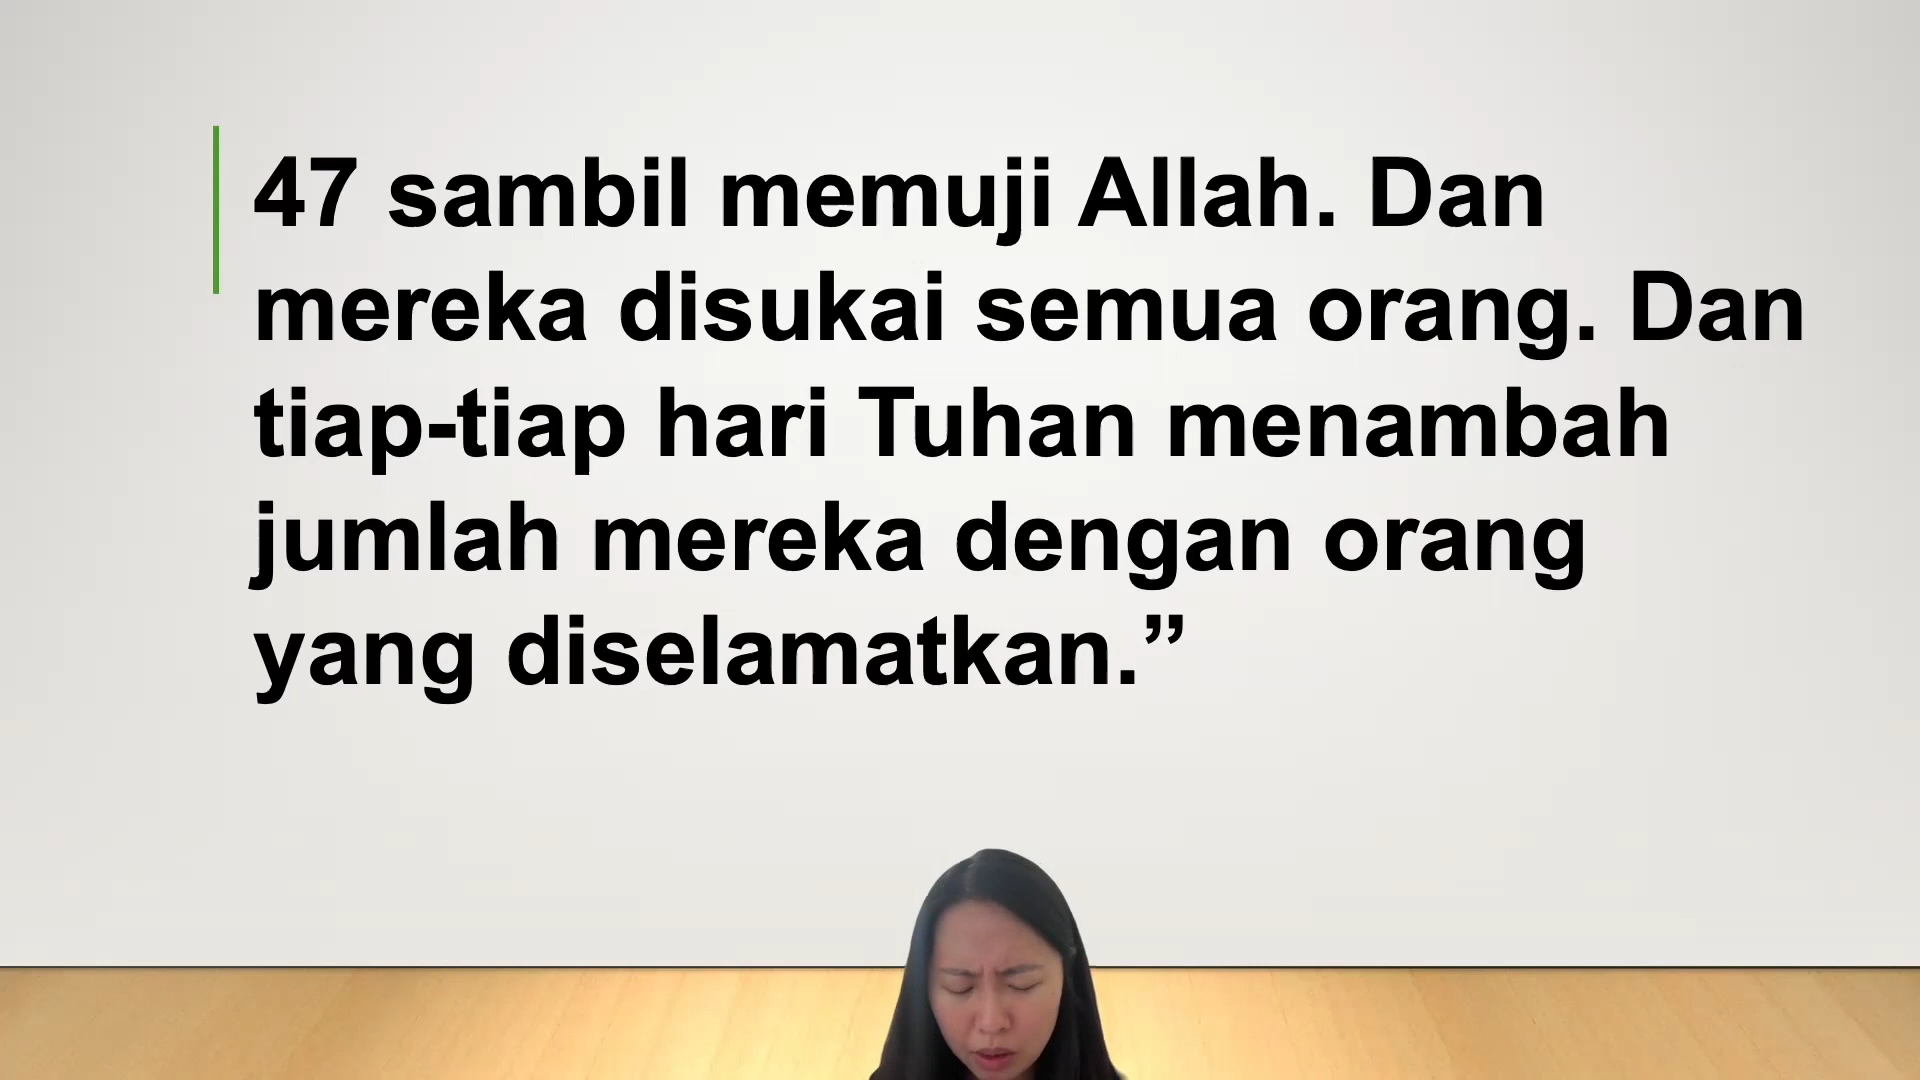 47 sambil memuji Allah. Dan
mereka disukai semua orang. Dan
tiap-tiap hari Tuhan menambah
jumlah mereka dengan orang
yang diselamatkan.”